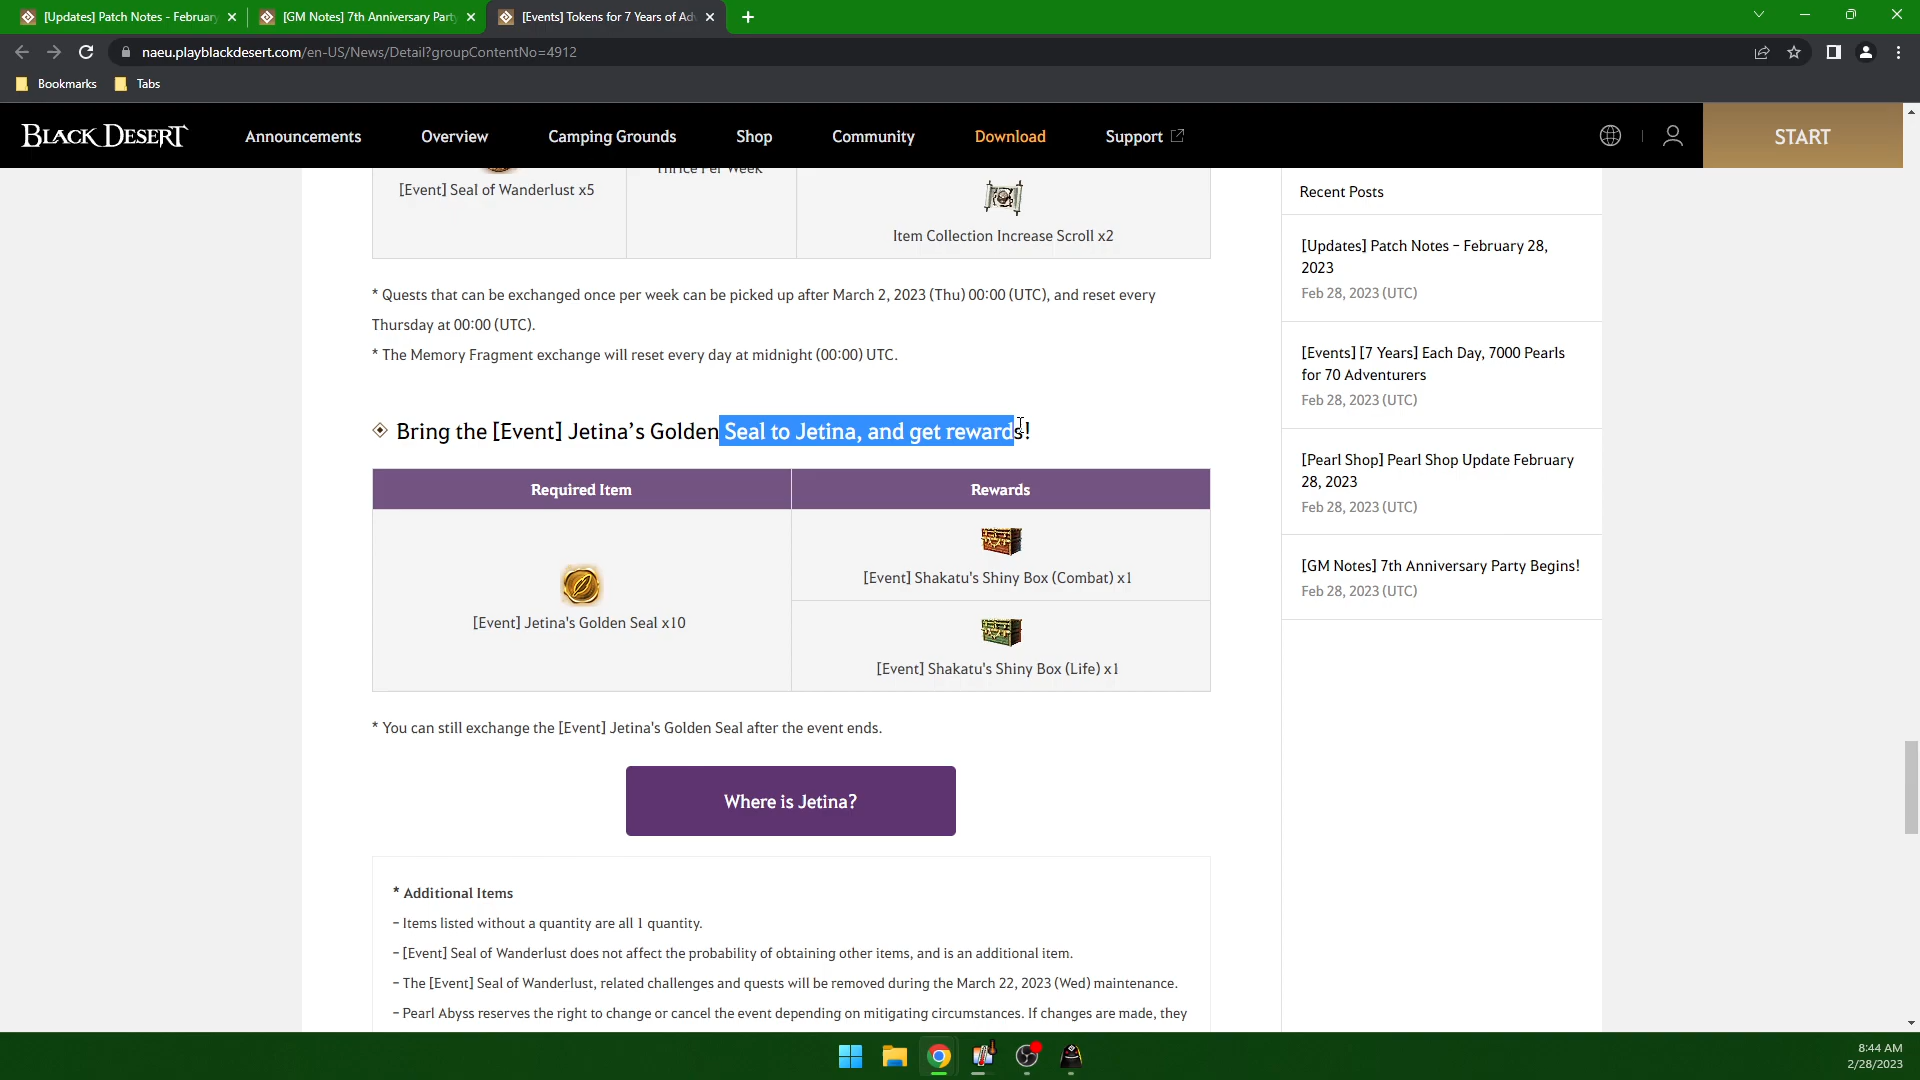 [Updates] Patch Notes - February
[GM Notes] 7th Anniversary Party
[Events] Tokens for 7 Years of Ad
naeu.playblackdesert.com/en-US/News/Detail?groupContentNo=4912
Bookmarks
Tabs
BLACK DESERT
Announcements
Overview
Camping Grounds
Shop
Community
Download
Support
START
[Event] Seal of Wanderlust x5
Thrice Per Week
Item Collection Increase Scroll x2
* Quests that can be exchanged once per week can be picked up after March 2, 2023 (Thu) 00:00 (UTC), and reset every
Thursday at 00:00 (UTC).
* The Memory Fragment exchange will reset every day at midnight (00:00) UTC.
Bring the [Event] Jetina’s Golden Seal to Jetina, and get rewards!
Required Item
Rewards
[Event] Jetina's Golden Seal x10
[Event] Shakatu's Shiny Box (Combat) x1
[Event] Shakatu's Shiny Box (Life) x1
* You can still exchange the [Event] Jetina's Golden Seal after the event ends.
Where is Jetina?
* Additional Items
- Items listed without a quantity are all 1 quantity.
- [Event] Seal of Wanderlust does not affect the probability of obtaining other items, and is an additional item.
- The [Event] Seal of Wanderlust, related challenges and quests will be removed during the March 22, 2023 (Wed) maintenance.
- Pearl Abyss reserves the right to change or cancel the event depending on mitigating circumstances. If changes are made, they
Recent Posts
[Updates] Patch Notes - February 28,
2023
Feb 28, 2023 (UTC)
[Events] [7 Years] Each Day, 7000 Pearls
for 70 Adventurers
Feb 28, 2023 (UTC)
[Pearl Shop] Pearl Shop Update February
28, 2023
Feb 28, 2023 (UTC)
[GM Notes] 7th Anniversary Party Begins!
Feb 28, 2023 (UTC)
8:44 AM
2/28/2023